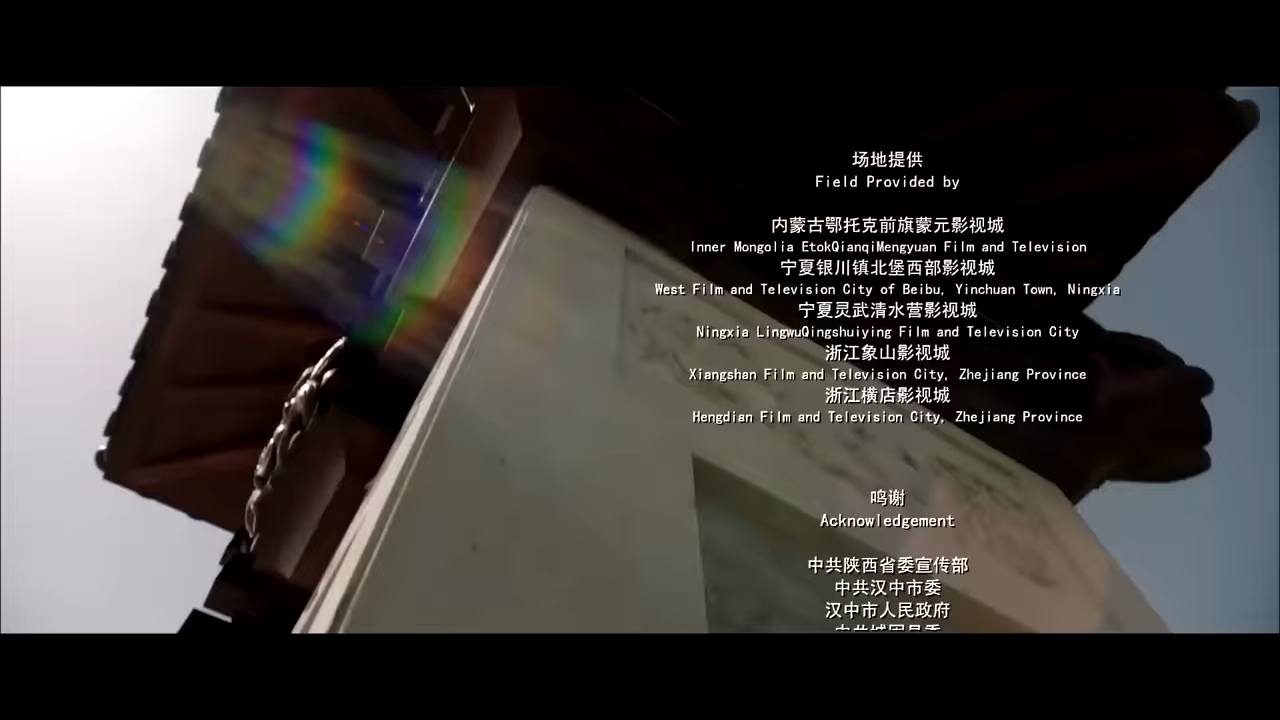 场地提供
Field Provided by
内蒙古鄂托克前旗蒙元影视城
Inner Mongolia EtokQianqiMengyuan Film and Television
宁夏银川镇北堡西部影视城
West Film and Television City of Beibu, Yinchuan Town, Ningxia
宁夏灵武清水营影视城
Ningxia LingwuQingshuiying Film and Television City
浙江象山影视城
Xiangshan Film and Television City, Zhejiang Province
浙江横店影视城
Hengdian Film and Television City, Zhejiang Province
鸣谢
Acknowledgement
中共陕西省委宣传部
中共汉中市委
汉中市人民政府